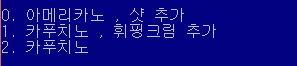 0. 아메리카노 , 샷 추가
1. 카푸치노 , 휘핑크림 추가
2. 카푸치노